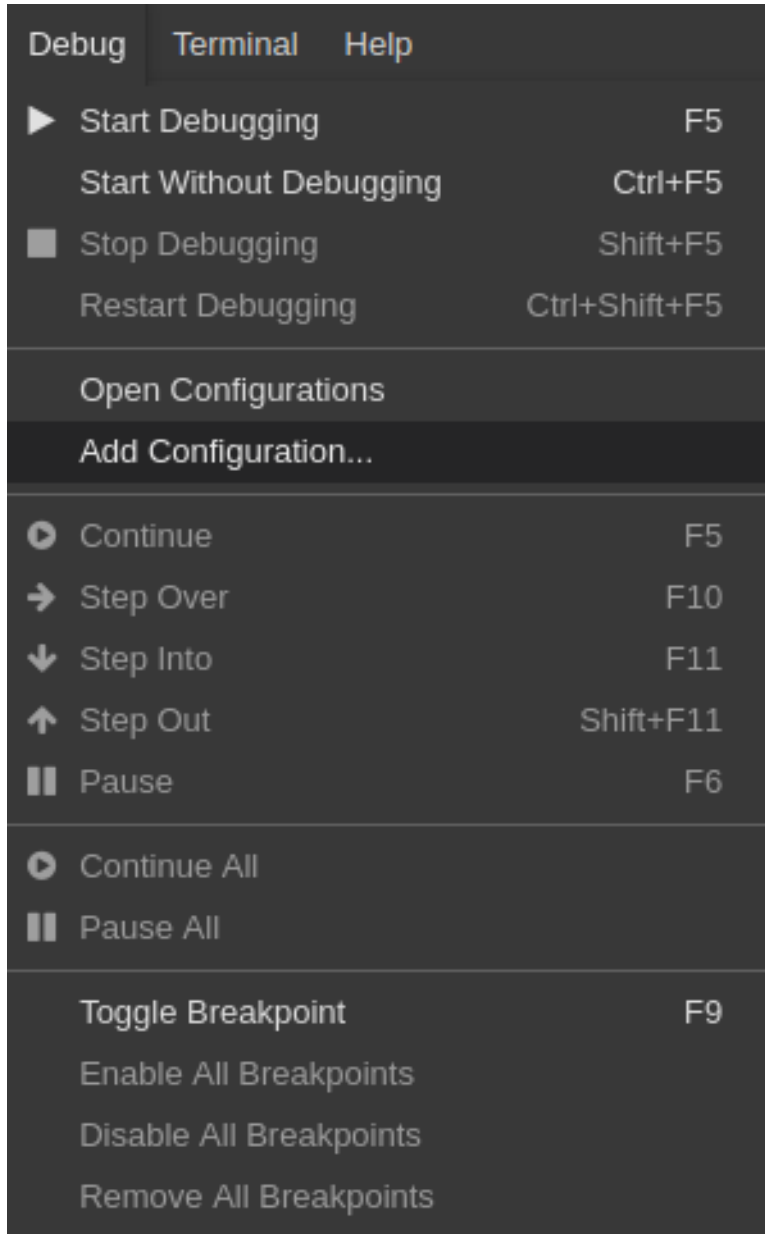 Debug Terminal Help
Start Debugging F5
Start Without Debugging Ctrl+F5
Stop Debugging Shift+F5
Restart Debugging Ctrl+Shift+F5
Open Configurations
Add Configuration...
Continue F5
Step Over F10
Step Into F11
Step Out Shift+F11
Pause F6
Continue All
Pause All
Toggle Breakpoint F9
Enable All Breakpoints
Disable All Breakpoints
Remove All Breakpoints